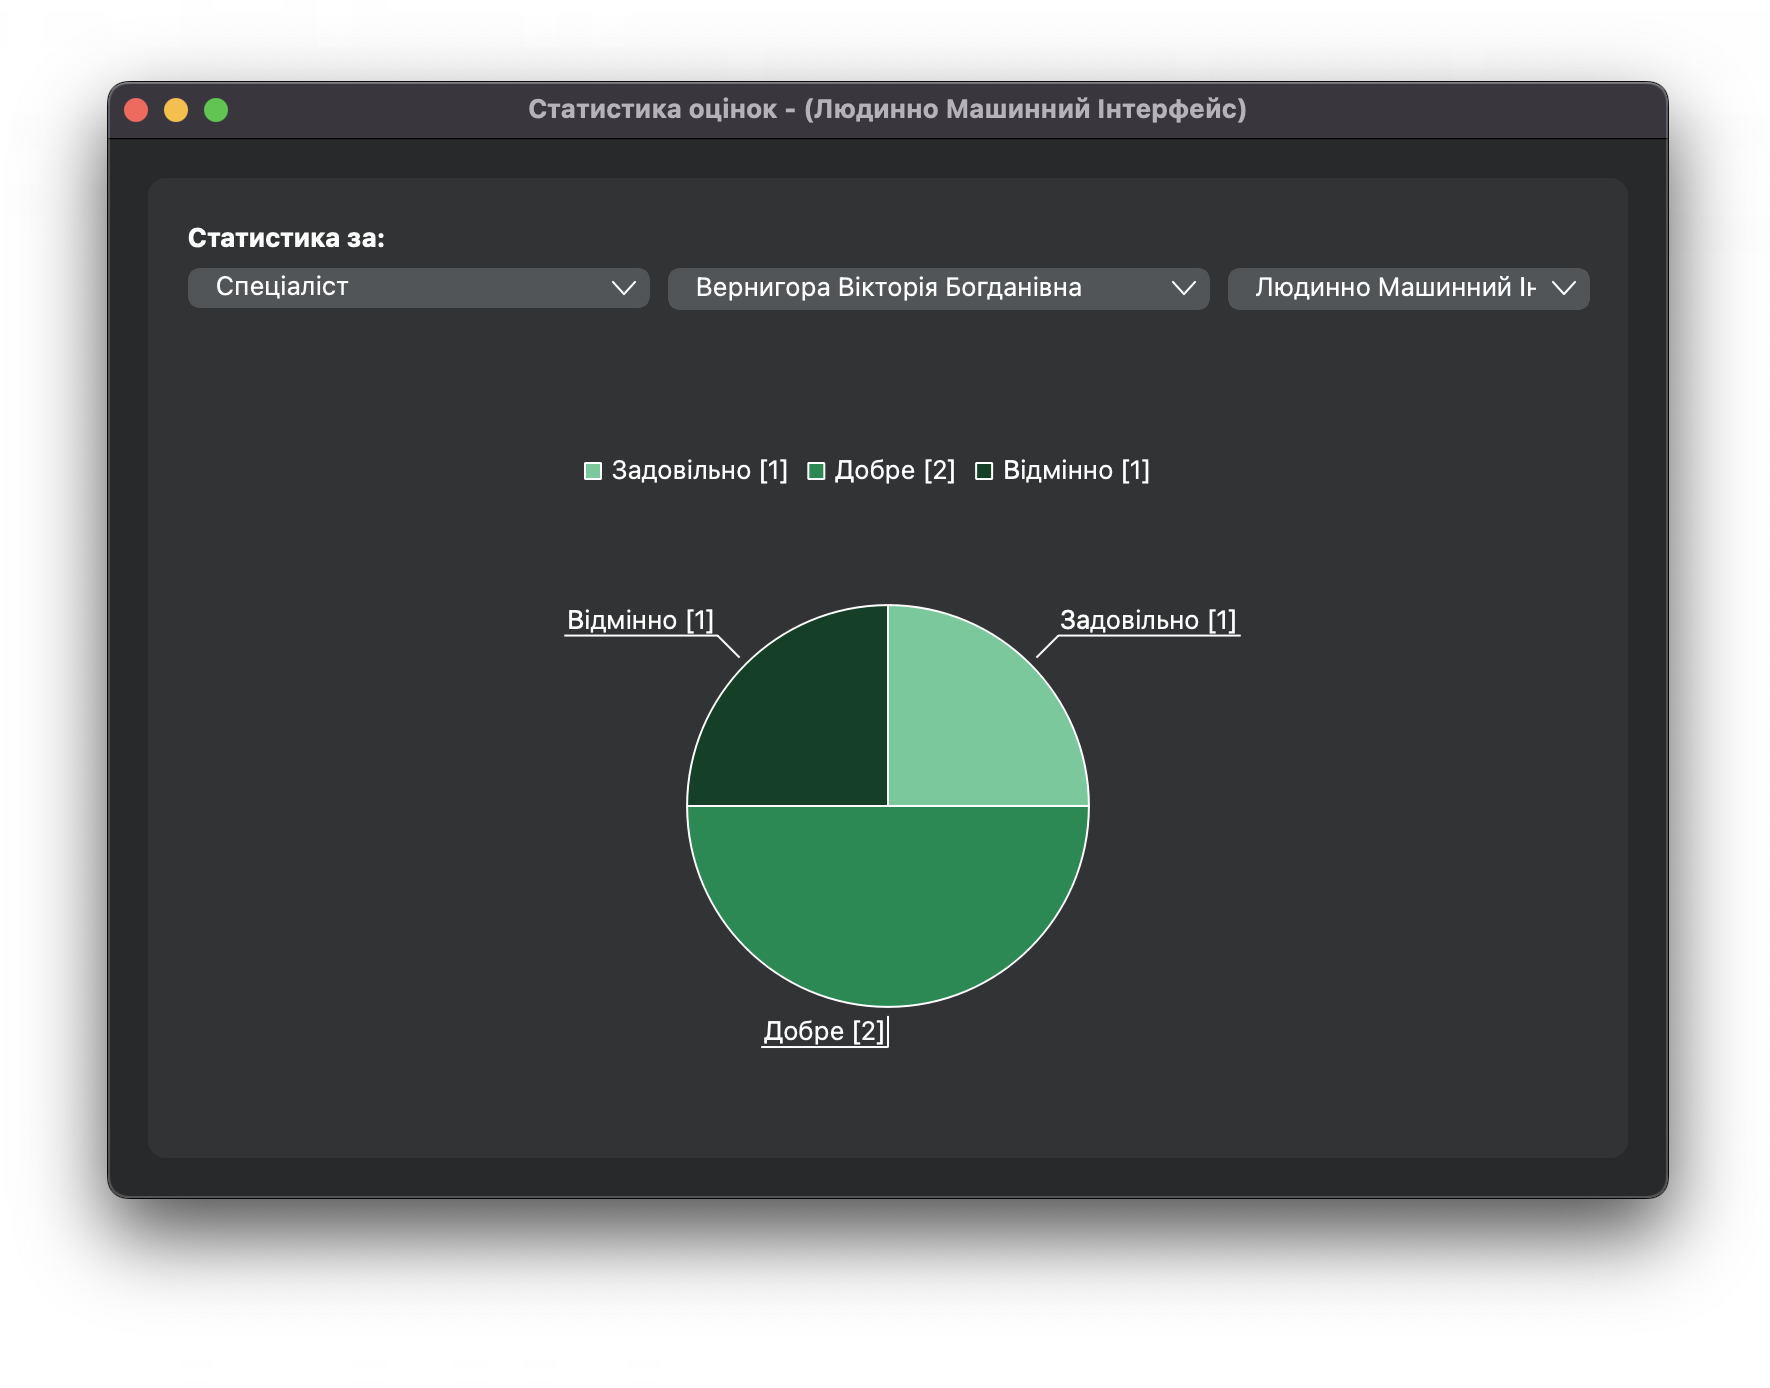 Статистика оцінок - (Людинно Машинний Інтерфейс)
Статистика за:
Спеціаліст Вернигора Вікторія Богданівна Людинно Машинний Ін
Задовільно [1] Добре [2] Відмінно [1]
Відмінно [1] Задовільно [1]
Добре [2]